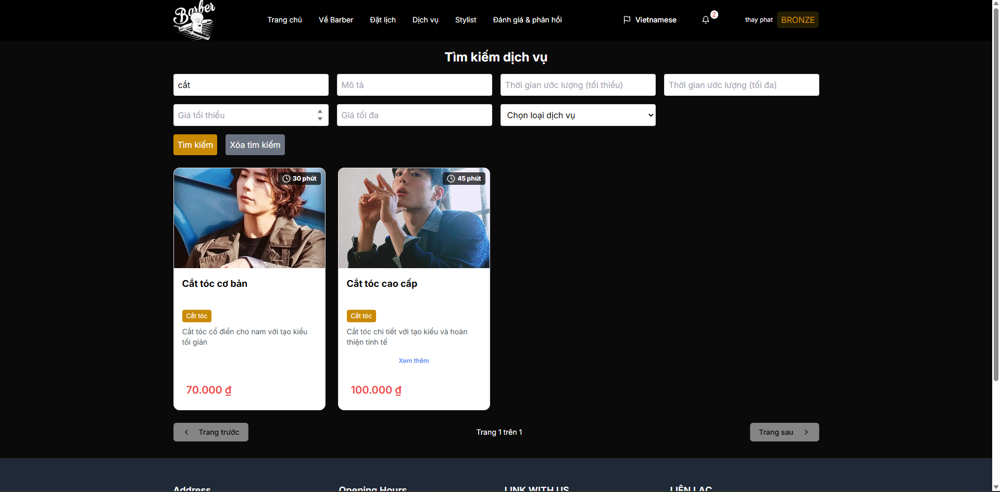 Barber
Trang chủ
Về Barber
Đặt lịch
Dịch vụ
Stylist
Đánh giá & phản hồi
Vietnamese
2
thay phat
BRONZE
Tìm kiếm dịch vụ
cắt
Mô tả
Thời gian ước lượng (tối thiểu)
Thời gian ước lượng (tối đa)
Giá tối thiểu
Giá tối đa
Chọn loại dịch vụ
Tìm kiếm
Xóa tìm kiếm
30 phút
Cắt tóc cơ bản
Cắt tóc
Cắt tóc cổ điển cho nam với tạo kiểu
tối giản
70.000 ₫
45 phút
Cắt tóc cao cấp
Cắt tóc
Cắt tóc chi tiết với tạo kiểu và hoàn
thiện tinh tế
Xem thêm
100.000 ₫
Trang trước
Trang 1 trên 1
Trang sau
Address
Opening Hours
LINK WITH US
LIÊN LẠC